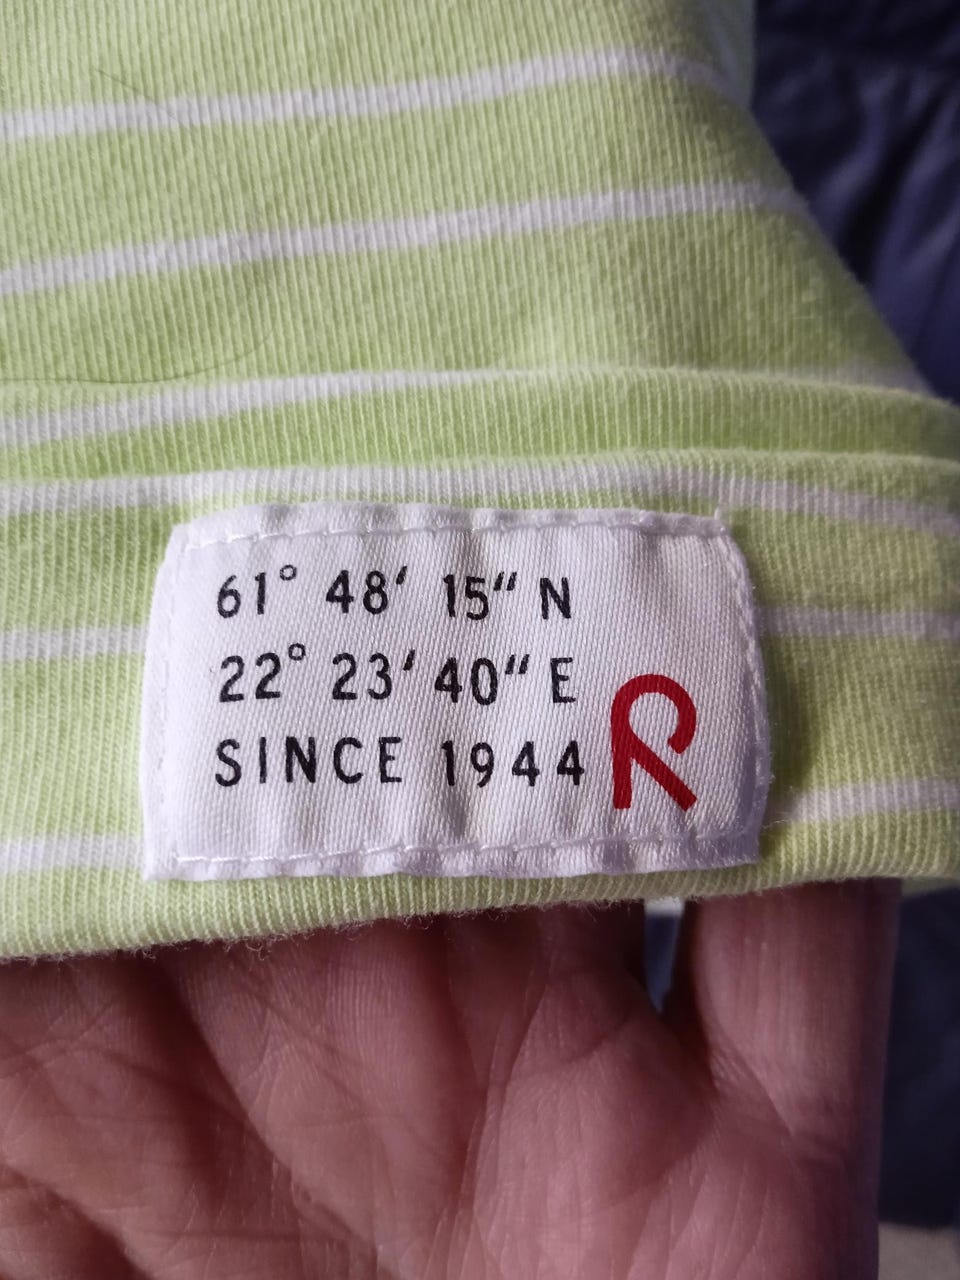 61° 48' 15" N
22° 23' 40" E
SINCE 1944
R